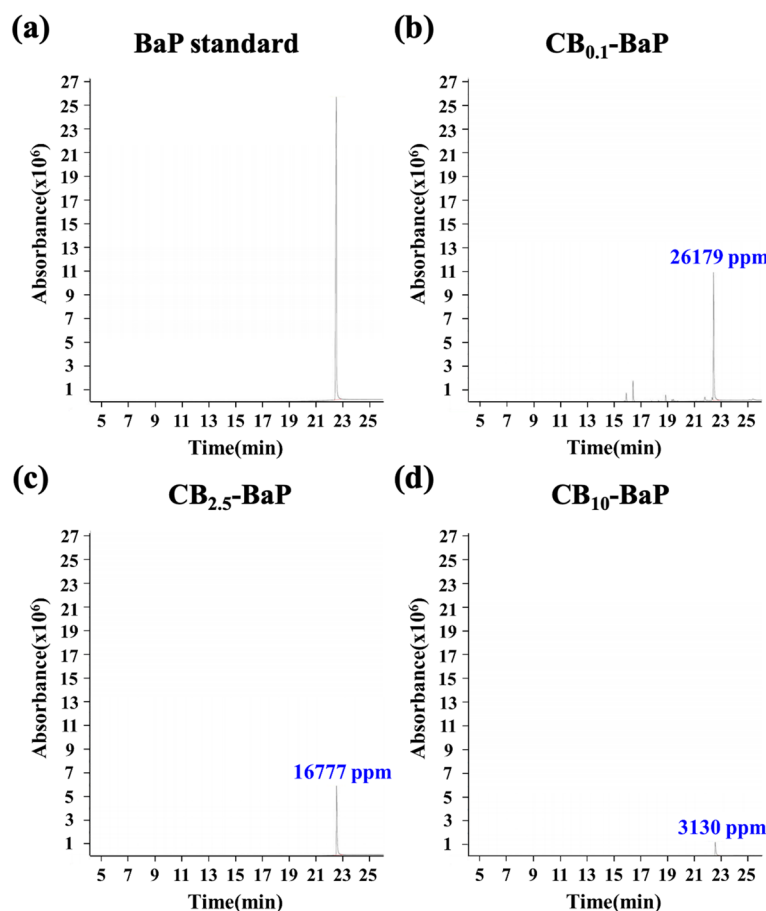 (a)
BaP standard
Absorbance(x10⁶)
27
25
23
21
19
17
15
13
11
9
7
5
3
1
5 7 9 11 13 15 17 19 21 23 25
Time(min)
(b)
CB₀.₁-BaP
Absorbance(x10⁶)
27
25
23
21
19
17
15
13
26179 ppm
11
9
7
5
3
1
5 7 9 11 13 15 17 19 21 23 25
Time(min)
(c)
CB₂.₅-BaP
Absorbance(x10⁶)
27
25
23
21
19
17
15
13
11
9
7
16777 ppm
5
3
1
5 7 9 11 13 15 17 19 21 23 25
Time(min)
(d)
CB₁₀-BaP
Absorbance(x10⁶)
27
25
23
21
19
17
15
13
11
9
7
5
3
3130 ppm
1
5 7 9 11 13 15 17 19 21 23 25
Time(min)